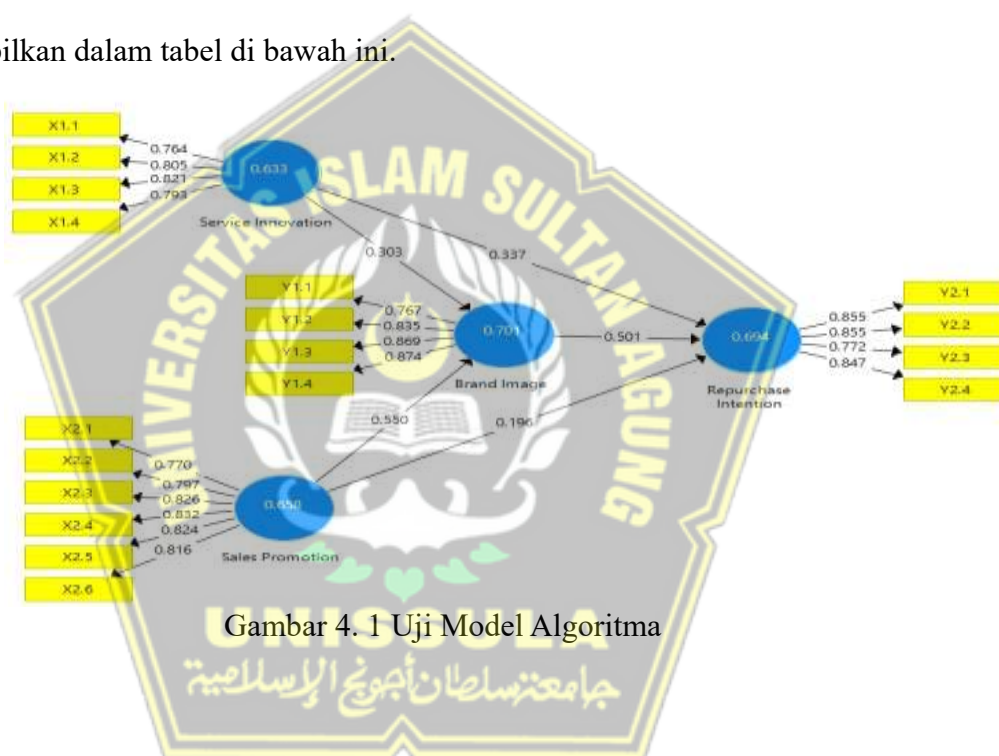 bilkan dalam tabel di bawah ini.
X1.1
X1.2
X1.3
X1.4
0.764
0.805
0.821
0.793
0.633
Service Innovation
0.303
0.337
Y1.1
Y1.2
Y1.3
Y1.4
0.767
0.835
0.869
0.874
0.701
Brand Image
0.501
0.694
Repurchase
Intention
0.855
0.855
0.772
0.847
Y2.1
Y2.2
Y2.3
Y2.4
0.196
X2.1
X2.2
X2.3
X2.4
X2.5
X2.6
0.770
0.797
0.826
0.832
0.824
0.816
Sales Promotion
Gambar 4. 1 Uji Model Algoritma
UNIVERSITAS ISLAM SULTAN AGUNG
UNISSULA
جامعتنسلطان أجونج الإسلامية